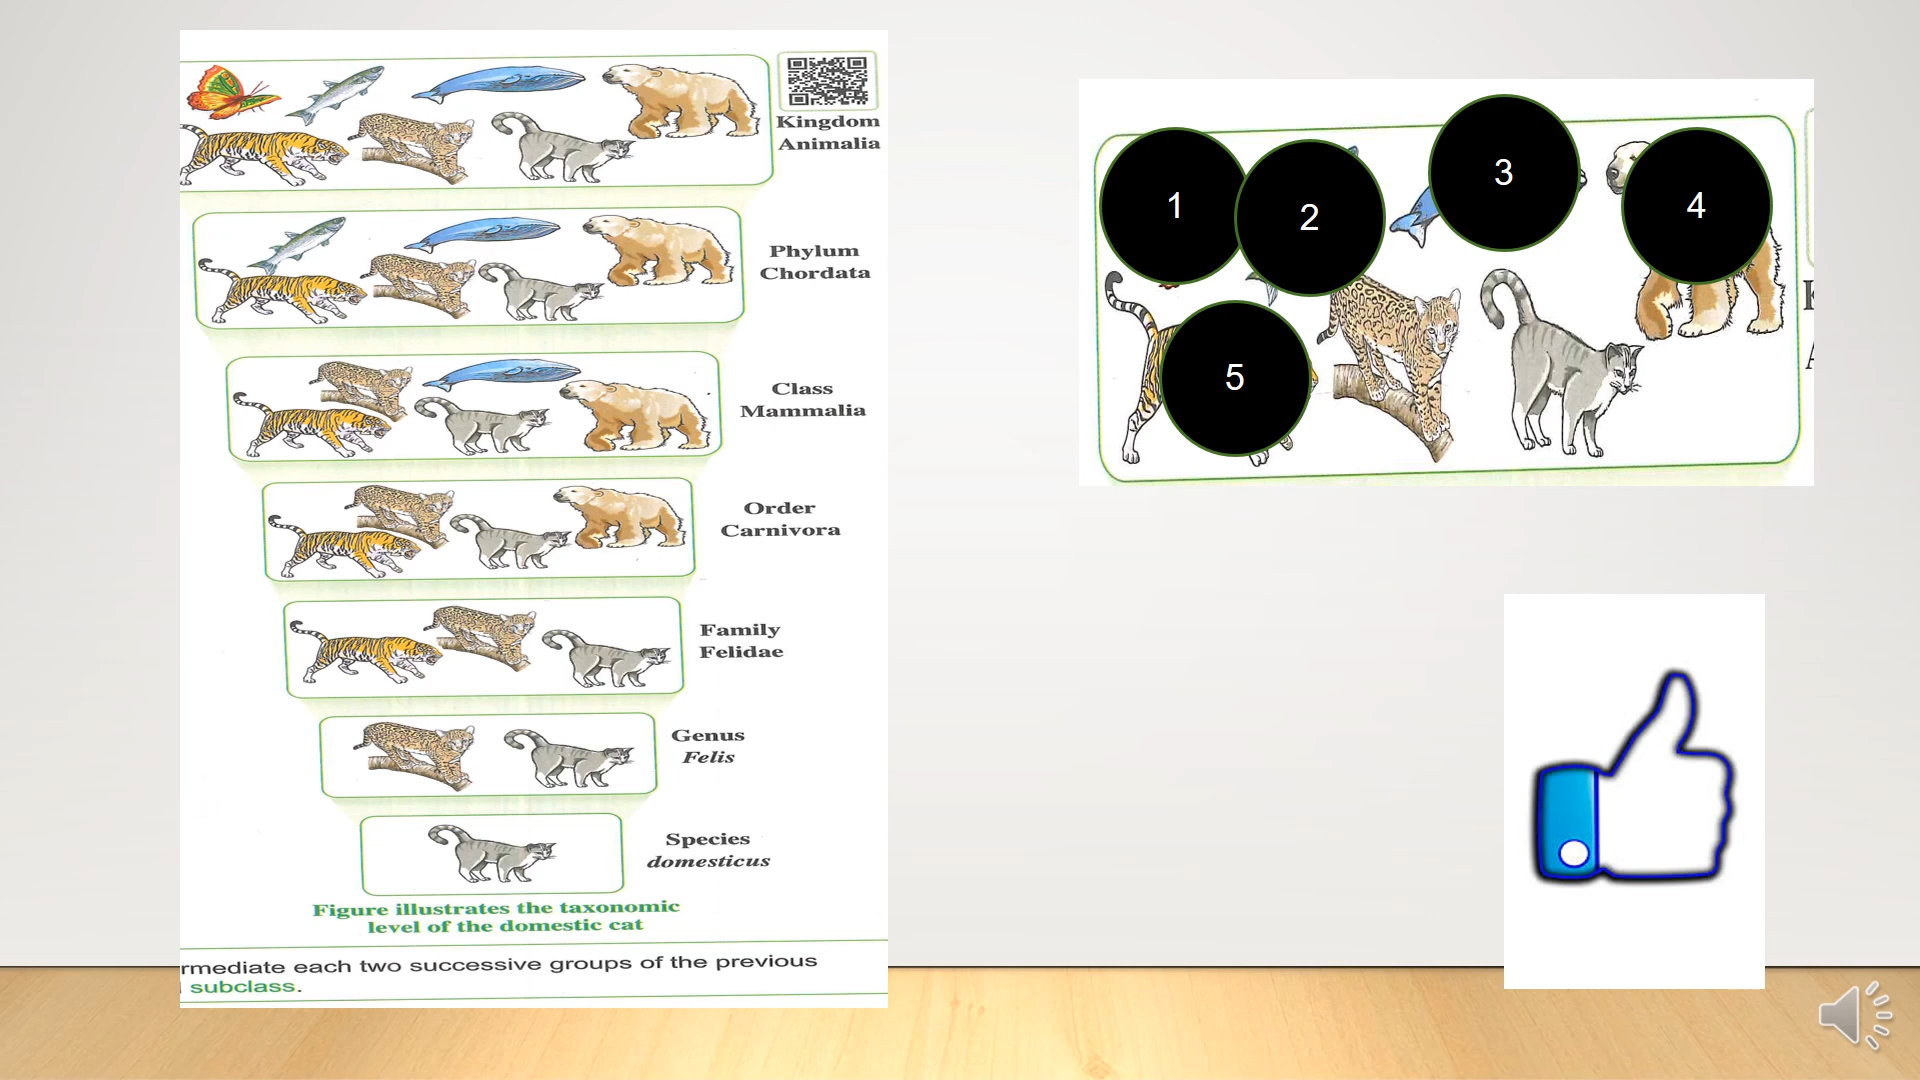 Kingdom
Animalia
Phylum
Chordata
Class
Mammalia
Order
Carnivora
Family
Felidae
Genus
Felis
Species
domesticus
Figure illustrates the taxonomic
level of the domestic cat
rmediate each two successive groups of the previous
subclass.
1
2
3
4
5